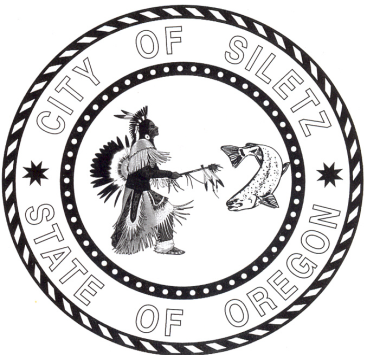 CITY OF SILETZ
STATE OF OREGON